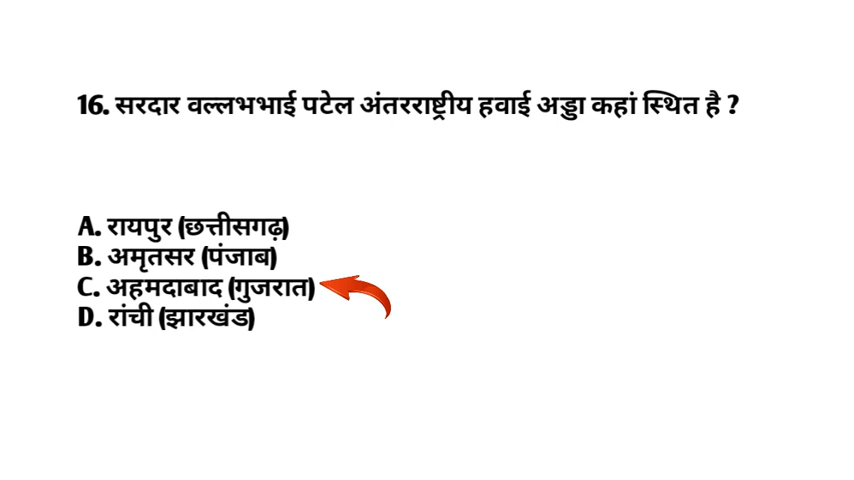 16. सरदार वल्लभभाई पटेल अंतरराष्ट्रीय हवाई अड्डा कहां स्थित है ?
A. रायपुर (छत्तीसगढ़)
B. अमृतसर (पंजाब)
C. अहमदाबाद (गुजरात)
D. रांची (झारखंड)